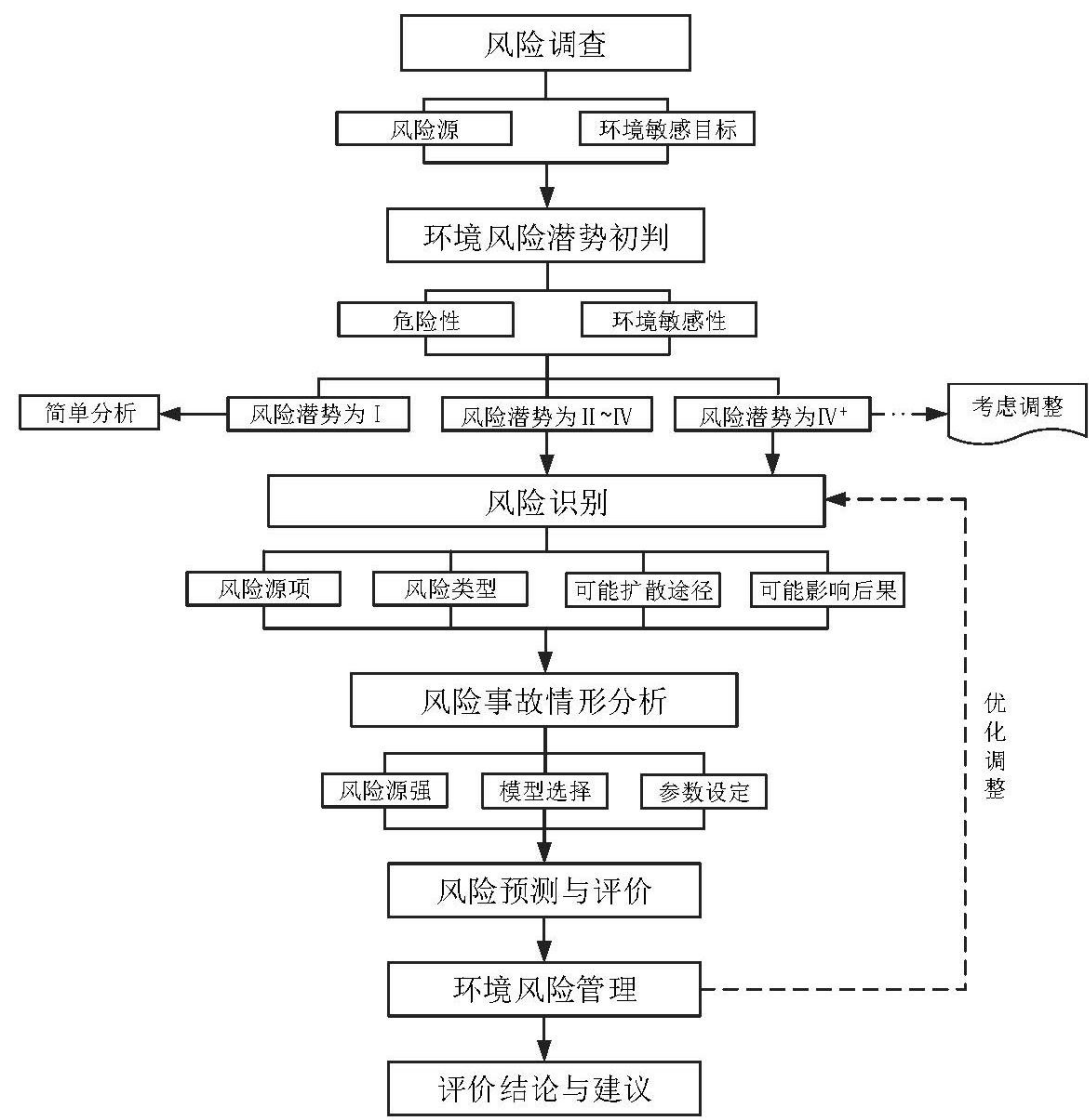 风险调查
风险源
环境敏感目标
环境风险潜势初判
危险性
环境敏感性
简单分析
风险潜势为Ⅰ
风险潜势为Ⅱ~Ⅳ
风险潜势为Ⅳ⁺
考虑调整
风险识别
风险源项
风险类型
可能扩散途径
可能影响后果
风险事故情形分析
风险源强
模型选择
参数设定
优化调整
风险预测与评价
环境风险管理
评价结论与建议